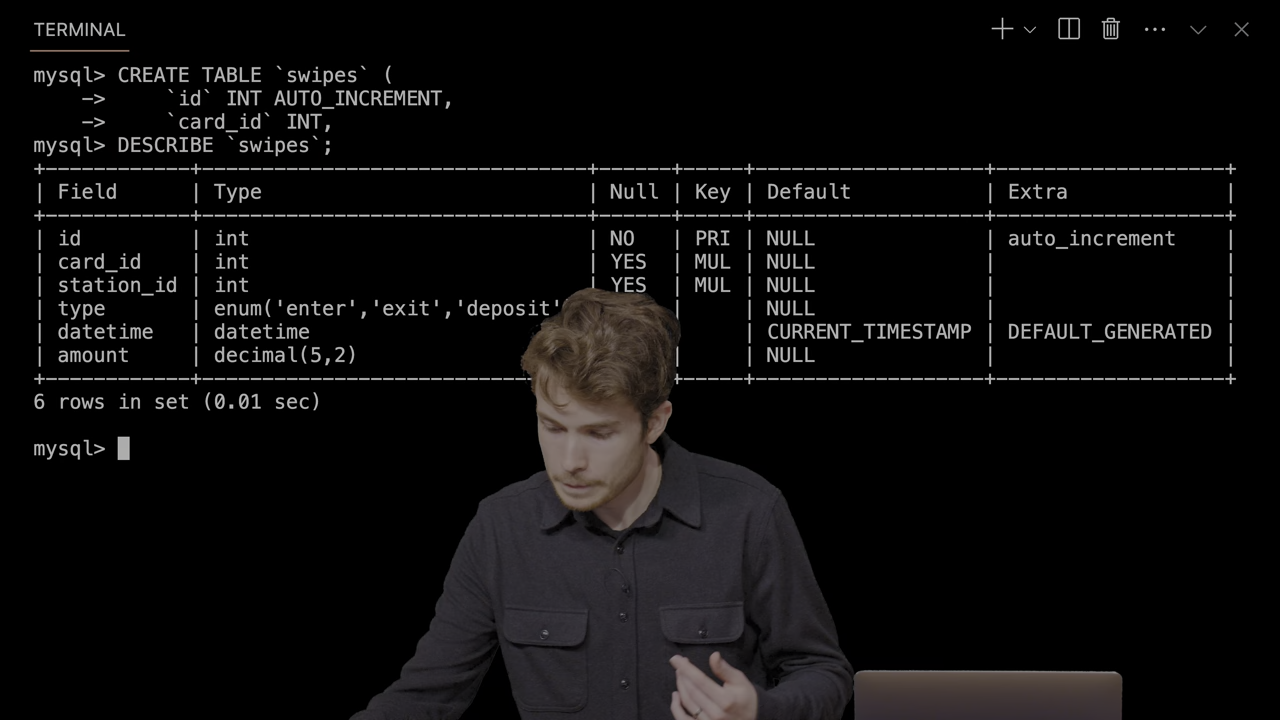 TERMINAL
mysql> CREATE TABLE `swipes` (
    ->     `id` INT AUTO_INCREMENT,
    ->     `card_id` INT,
mysql> DESCRIBE `swipes`;
+------------+--------------------------------+------+-----+-------------------+-------------------+
| Field      | Type                           | Null | Key | Default           | Extra             |
+------------+--------------------------------+------+-----+-------------------+-------------------+
| id         | int                            | NO   | PRI | NULL              | auto_increment    |
| card_id    | int                            | YES  | MUL | NULL              |                   |
| station_id | int                            | YES  | MUL | NULL              |                   |
| type       | enum('enter','exit','deposit' |     | NULL              |                   |
| datetime   | datetime |     | CURRENT_TIMESTAMP | DEFAULT_GENERATED |
| amount     | decimal(5,2) |     | NULL              |                   |
+------------+--------------------------------+------+-----+-------------------+-------------------+
6 rows in set (0.01 sec)
mysql>